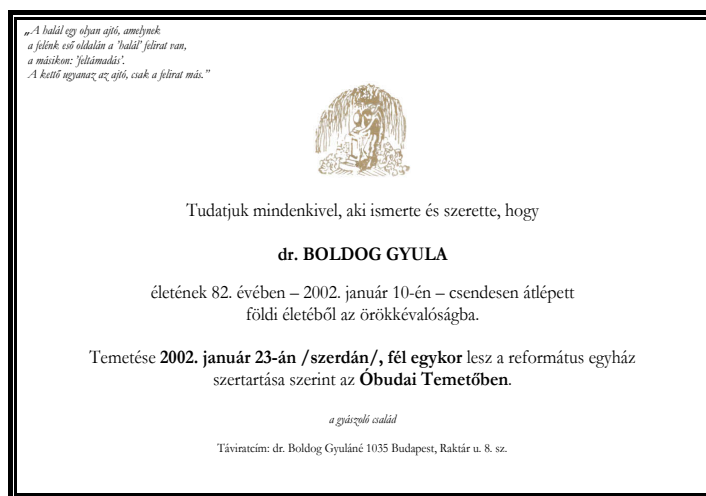 „A halál egy olyan ajtó, amelynek
a felénk eső oldalán a 'halál' felirat van,
a másikon: 'feltámadás'.
A kettő ugyanaz az ajtó, csak a felirat más.”
Tudatjuk mindenkivel, aki ismerte és szerette, hogy
dr. BOLDOG GYULA
életének 82. évében – 2002. január 10-én – csendesen átlépett
földi életéből az örökkévalóságba.
Temetése 2002. január 23-án /szerdán/, fél egykor lesz a református egyház
szertartása szerint az Óbudai Temetőben.
a gyászoló család
Táviratcím: dr. Boldog Gyuláné 1035 Budapest, Raktár u. 8. sz.